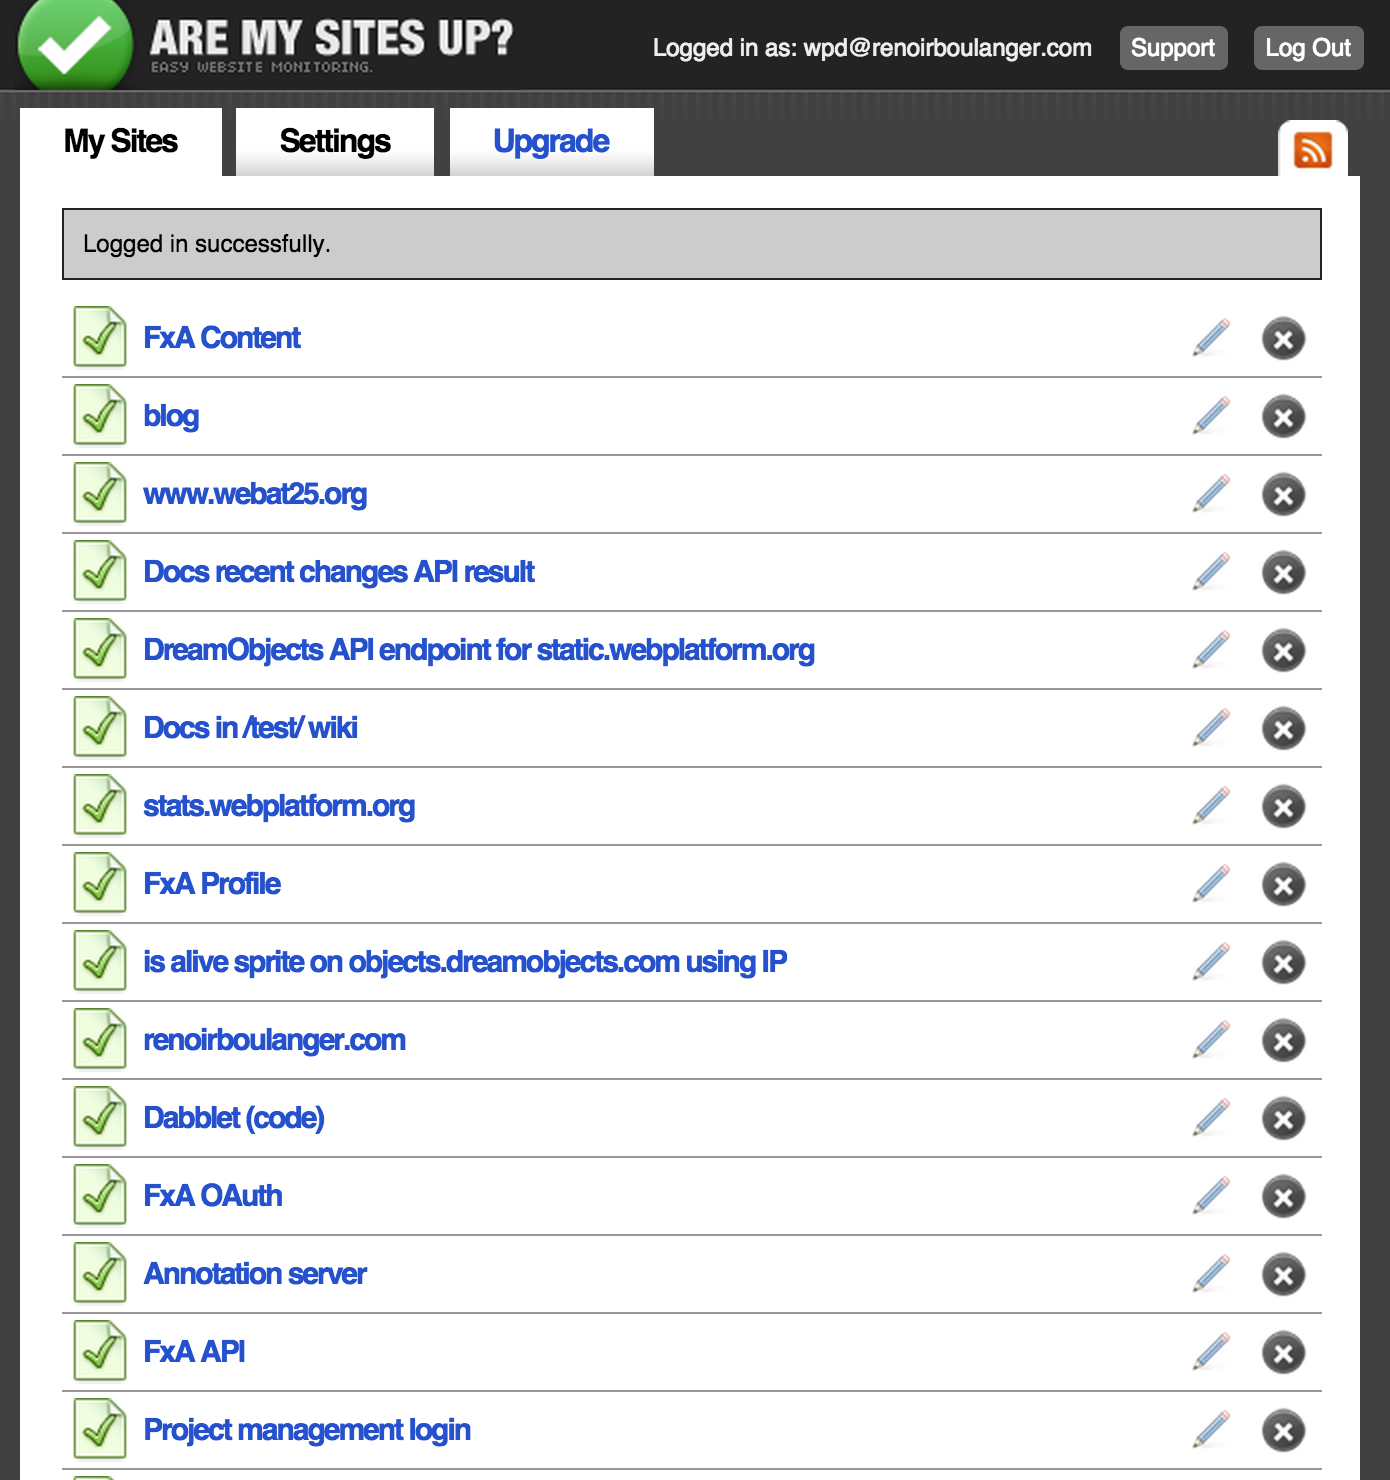 ARE MY SITES UP?
EASY WEBSITE MONITORING.
Logged in as: wpd@renoirboulanger.com
Support
Log Out
My Sites
Settings
Upgrade
Logged in successfully.
FxA Content
blog
www.webat25.org
Docs recent changes API result
DreamObjects API endpoint for static.webplatform.org
Docs in /test/ wiki
stats.webplatform.org
FxA Profile
is alive sprite on objects.dreamobjects.com using IP
renoirboulanger.com
Dabblet (code)
FxA OAuth
Annotation server
FxA API
Project management login